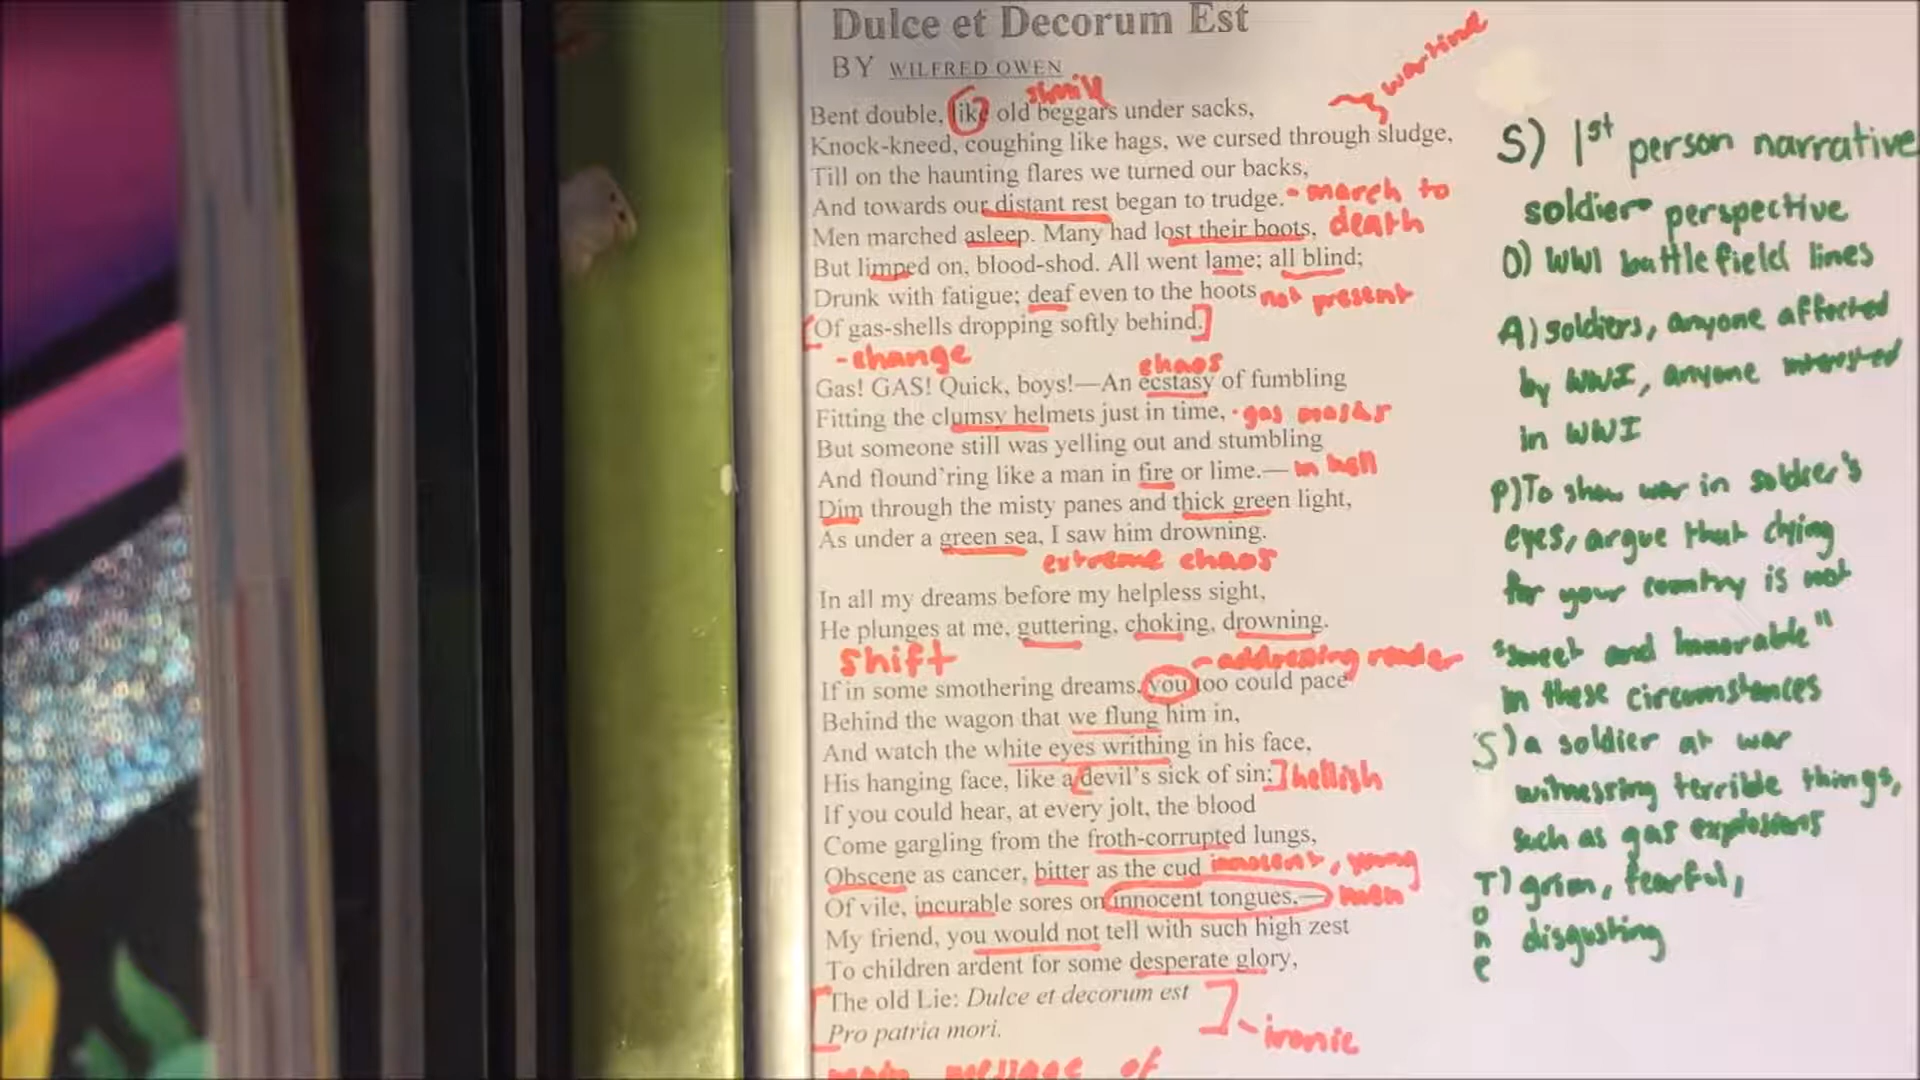 Dulce et Decorum Est
BY WILFRED OWEN
simile
wartime
Bent double, like old beggars under sacks,
Knock-kneed, coughing like hags, we cursed through sludge,
Till on the haunting flares we turned our backs,
And towards our distant rest began to trudge. - march to
Men marched asleep. Many had lost their boots, death
But limped on, blood-shod. All went lame; all blind;
Drunk with fatigue; deaf even to the hoots not present
[Of gas-shells dropping softly behind.]
-change
chaos
Gas! GAS! Quick, boys!—An ecstasy of fumbling
Fitting the clumsy helmets just in time, · gas masks
But someone still was yelling out and stumbling
And flound'ring like a man in fire or lime.— in hell
Dim through the misty panes and thick green light,
As under a green sea, I saw him drowning.
extreme chaos
In all my dreams before my helpless sight,
He plunges at me, guttering, choking, drowning.
Shift - addressing reader
If in some smothering dreams, you too could pace
Behind the wagon that we flung him in,
And watch the white eyes writhing in his face,
His hanging face, like a devil's sick of sin; ] hellish
If you could hear, at every jolt, the blood
Come gargling from the froth-corrupted lungs,
Obscene as cancer, bitter as the cud innocent, young
Of vile, incurable sores on innocent tongues,— men
My friend, you would not tell with such high zest
To children ardent for some desperate glory,
[The old Lie: Dulce et decorum est
Pro patria mori. ] - ironic
main message of
S) 1st person narrative
soldier perspective
O) WWI battlefield lines
A) soldiers, anyone affected
by WWI, anyone interested
in WWI
P) To show war in soldier's
eyes, argue that dying
for your country is not
"sweet and honorable"
in these circumstances
S) a soldier at war
witnessing terrible things,
such as gas explosions
T) grim, fearful,
one disgusting